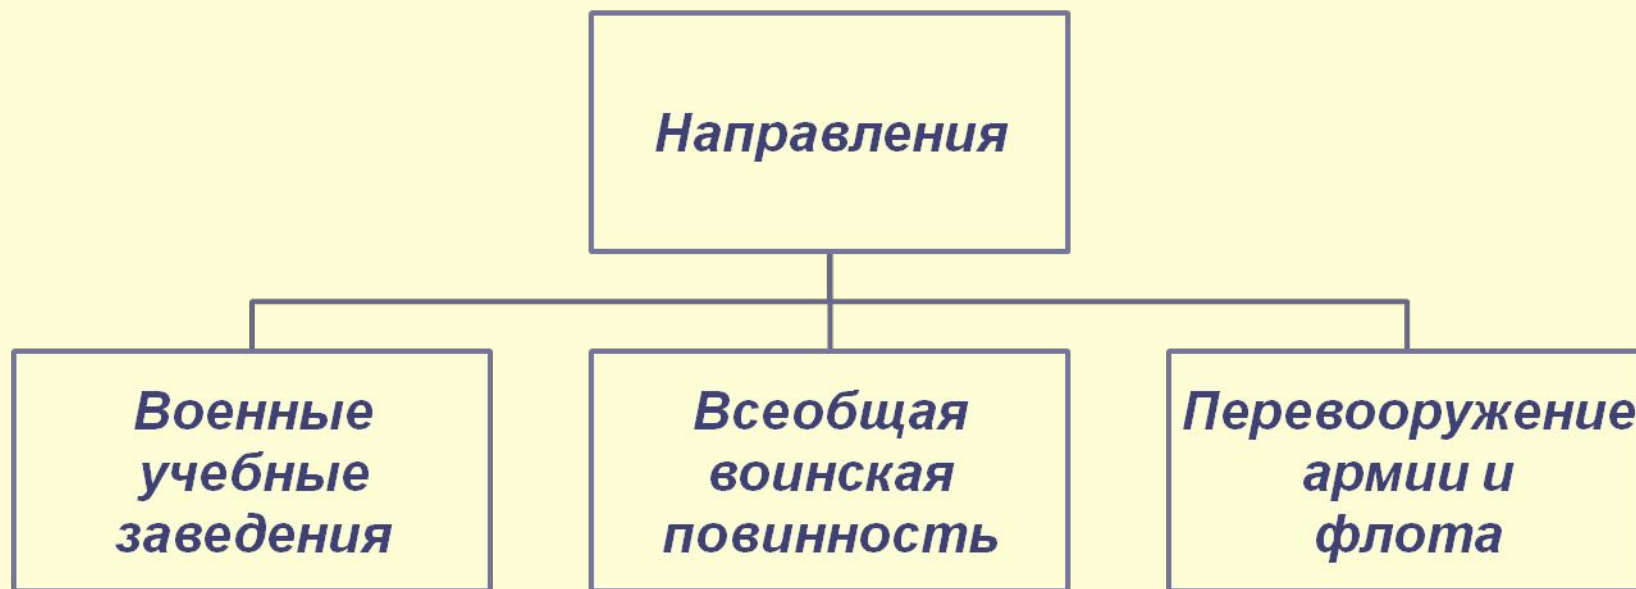 Направления
Военные
учебные
заведения
Всеобщая
воинская
повинность
Перевооружение
армии и
флота